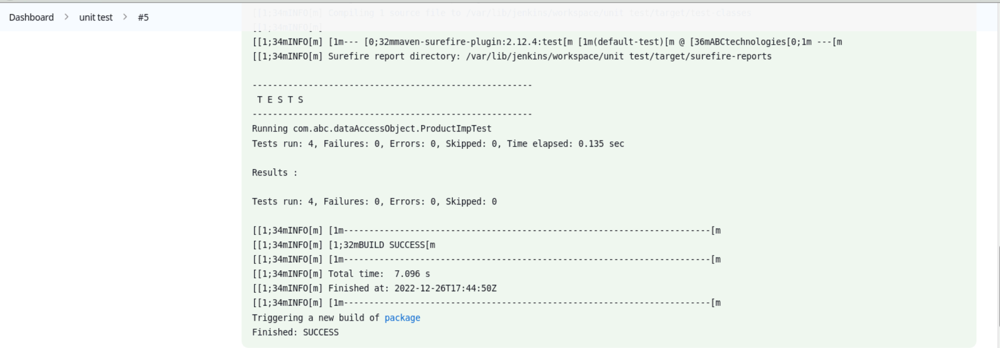 Dashboard > unit test > #5
[[1;34mINFO[m] Compiling 1 source file to /var/lib/jenkins/workspace/unit test/target/test-classes
[[1;34mINFO[m]
[[1;34mINFO[m] [1m--- [0;32mmaven-surefire-plugin:2.12.4:test[m [1m(default-test)[m @ [36mABCtechnologies[0;1m ---[m
[[1;34mINFO[m] Surefire report directory: /var/lib/jenkins/workspace/unit test/target/surefire-reports
-------------------------------------------------------
T E S T S
-------------------------------------------------------
Running com.abc.dataAccessObject.ProductImpTest
Tests run: 4, Failures: 0, Errors: 0, Skipped: 0, Time elapsed: 0.135 sec
Results :
Tests run: 4, Failures: 0, Errors: 0, Skipped: 0
[[1;34mINFO[m] [1m------------------------------------------------------------------------[m
[[1;34mINFO[m] [1;32mBUILD SUCCESS[m
[[1;34mINFO[m] [1m------------------------------------------------------------------------[m
[[1;34mINFO[m] Total time:  7.096 s
[[1;34mINFO[m] Finished at: 2022-12-26T17:44:50Z
[[1;34mINFO[m] [1m------------------------------------------------------------------------[m
Triggering a new build of package
Finished: SUCCESS